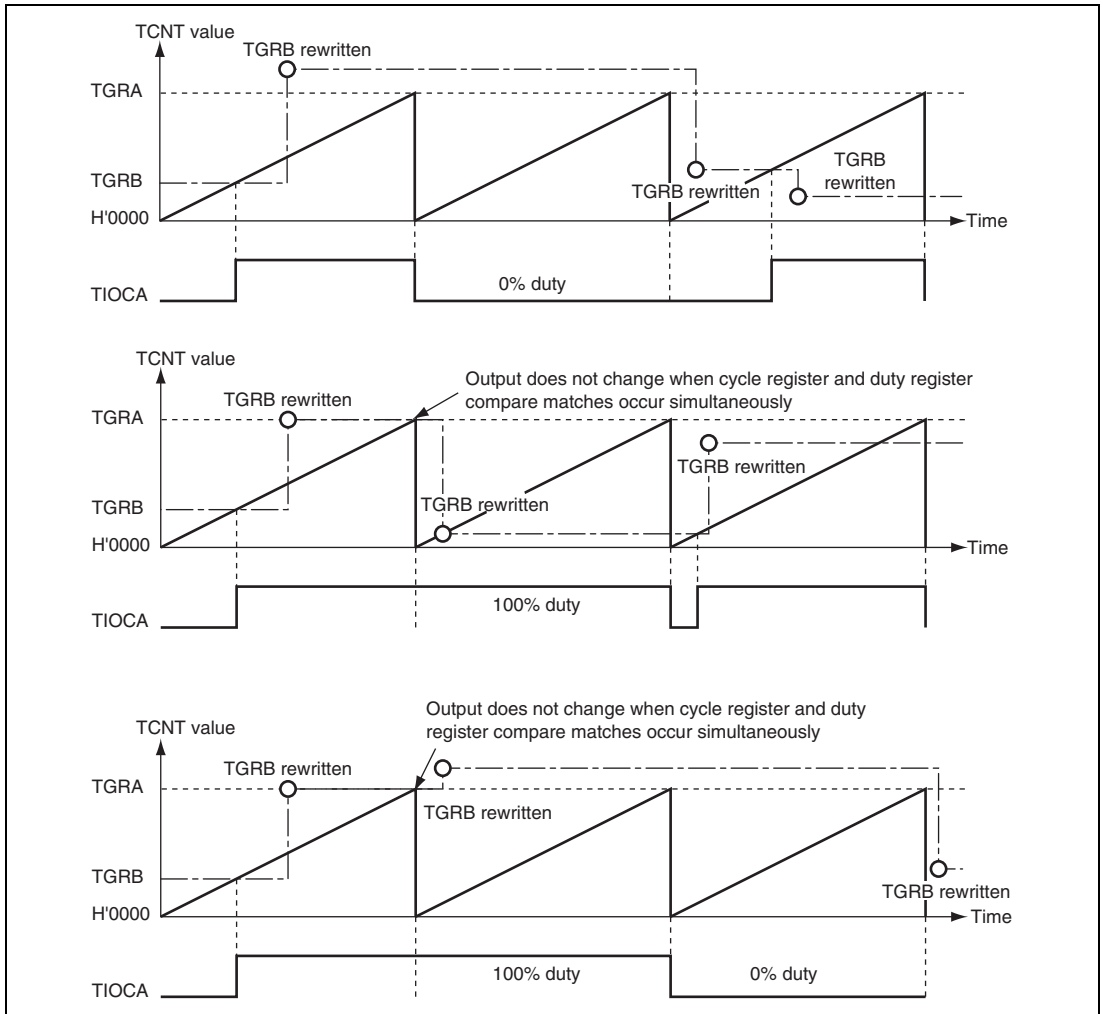 TCNT value
TGRB rewritten
TGRA
TGRB
rewritten
TGRB
TGRB rewritten
H'0000
Time
0% duty
TIOCA
TCNT value
Output does not change when cycle register and duty register
compare matches occur simultaneously
TGRB rewritten
TGRA
TGRB rewritten
TGRB rewritten
TGRB
H'0000
Time
100% duty
TIOCA
Output does not change when cycle register and duty
register compare matches occur simultaneously
TCNT value
TGRB rewritten
TGRA
TGRB rewritten
TGRB
TGRB rewritten
H'0000
Time
100% duty
0% duty
TIOCA